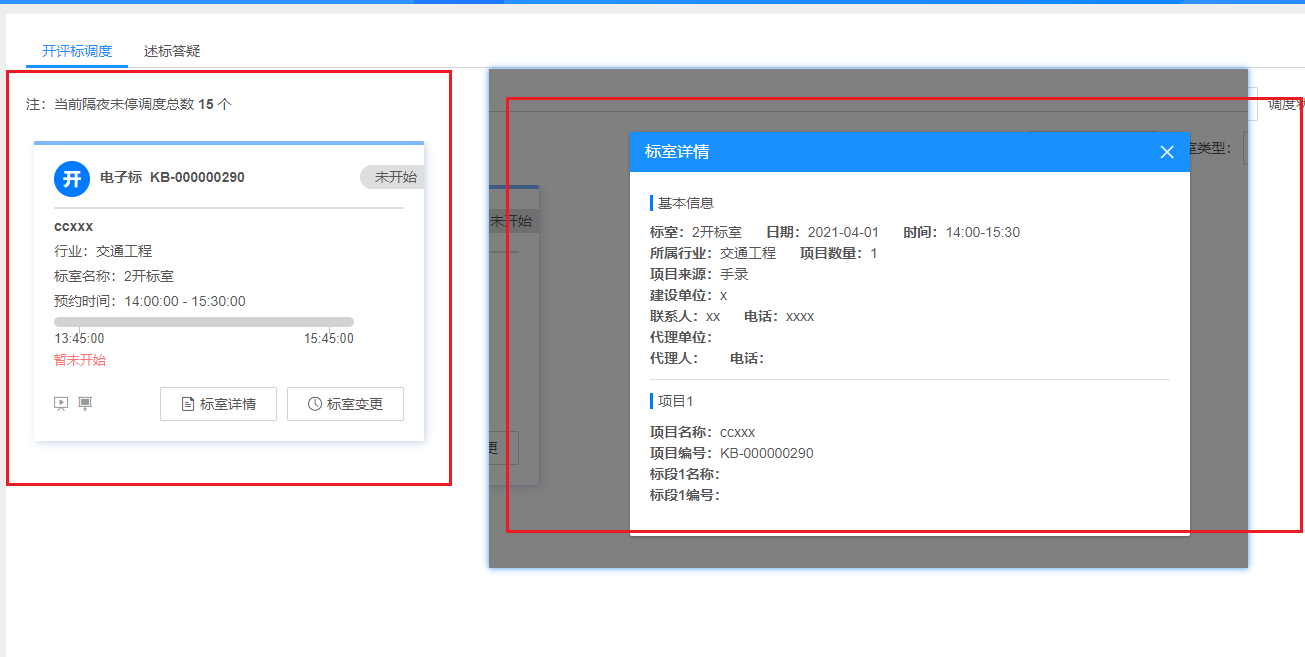 开评标调度 述标答疑
注：当前隔夜未停调度总数 15 个
开 电子标 KB-000000290 未开始
ccxxx
行业：交通工程
标室名称：2开标室
预约时间：14:00:00 - 15:30:00
13:45:00 15:45:00
暂未开始
标室详情 标室变更
未开始
更
调度
室类型：
标室详情
基本信息
标室：2开标室 日期：2021-04-01 时间：14:00-15:30
所属行业：交通工程 项目数量：1
项目来源：手录
建设单位：x
联系人：xx 电话：xxxx
代理单位：
代理人： 电话：
项目1
项目名称：ccxxx
项目编号：KB-000000290
标段1名称：
标段1编号：